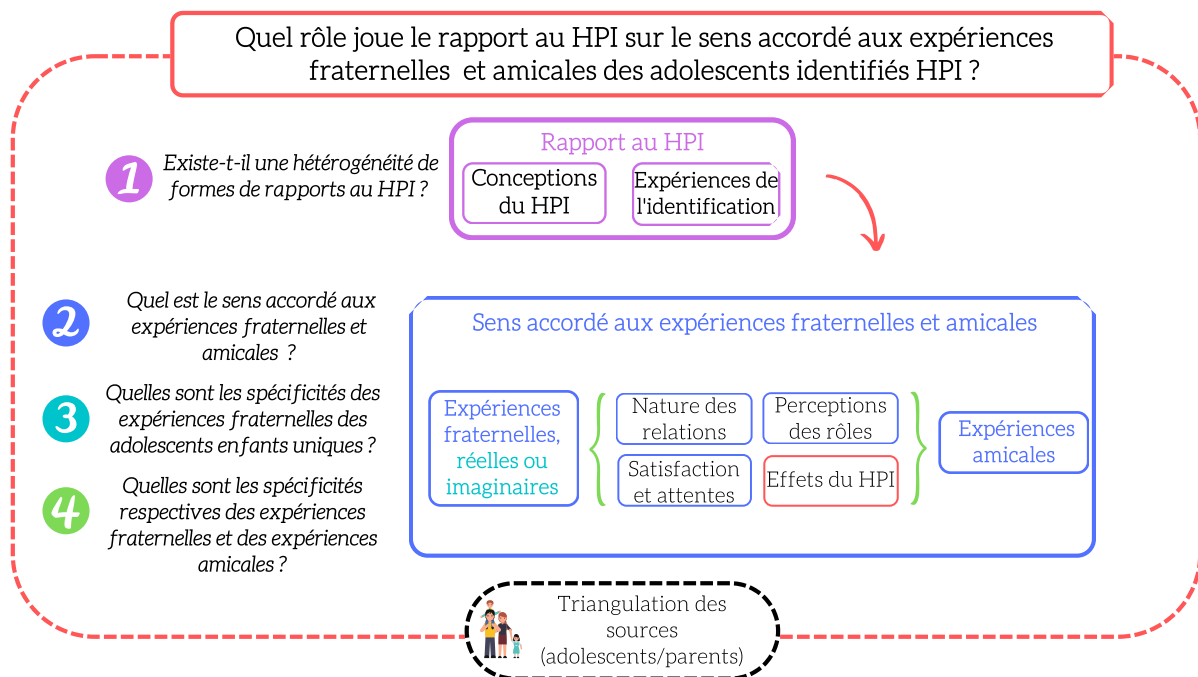 Quel rôle joue le rapport au HPI sur le sens accordé aux expériences
fraternelles et amicales des adolescents identifiés HPI ?
1
Existe-t-il une hétérogénéité de
formes de rapports au HPI ?
Rapport au HPI
Conceptions
du HPI
Expériences de
l'identification
2
Quel est le sens accordé aux
expériences fraternelles et
amicales ?
3
Quelles sont les spécificités des
expériences fraternelles des
adolescents enfants uniques ?
4
Quelles sont les spécificités
respectives des expériences
fraternelles et des expériences
amicales ?
Sens accordé aux expériences fraternelles et amicales
Expériences
fraternelles,
réelles ou
imaginaires
Nature des
relations
Perceptions
des rôles
Satisfaction
et attentes
Effets du HPI
Expériences
amicales
Triangulation des
sources
(adolescents/parents)